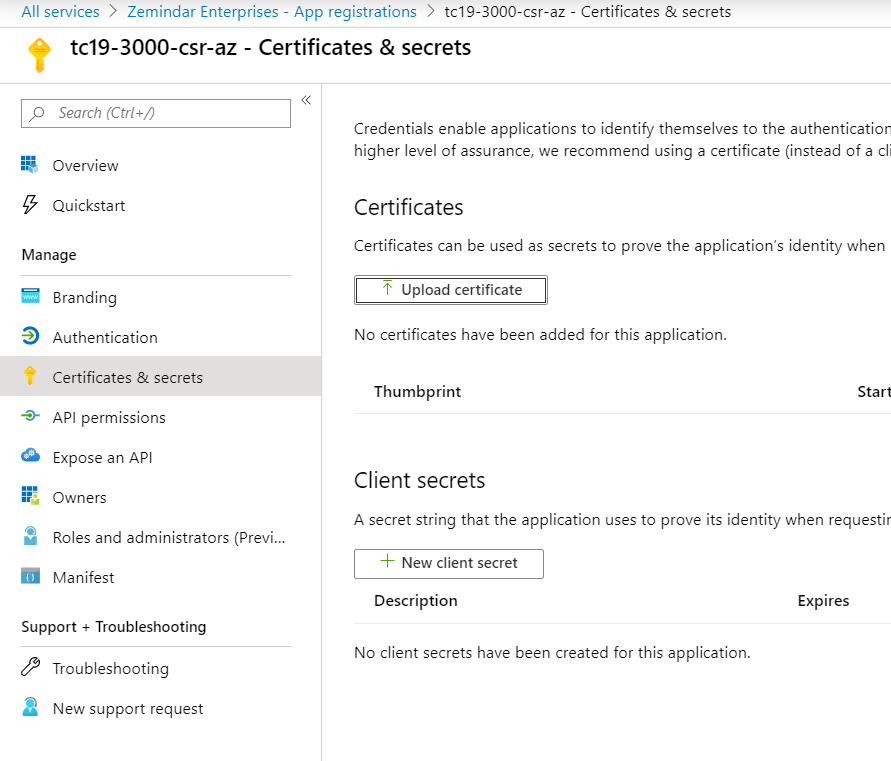 All services > Zemindar Enterprises - App registrations > tc19-3000-csr-az - Certificates & secrets
tc19-3000-csr-az - Certificates & secrets
Search (Ctrl+/)
«
Overview
Quickstart
Manage
Branding
Authentication
Certificates & secrets
API permissions
Expose an API
Owners
Roles and administrators (Previ...
Manifest
Support + Troubleshooting
Troubleshooting
New support request
Credentials enable applications to identify themselves to the authentication
higher level of assurance, we recommend using a certificate (instead of a cli
Certificates
Certificates can be used as secrets to prove the application's identity when
Upload certificate
No certificates have been added for this application.
Thumbprint Start
Client secrets
A secret string that the application uses to prove its identity when requestin
New client secret
Description Expires
No client secrets have been created for this application.